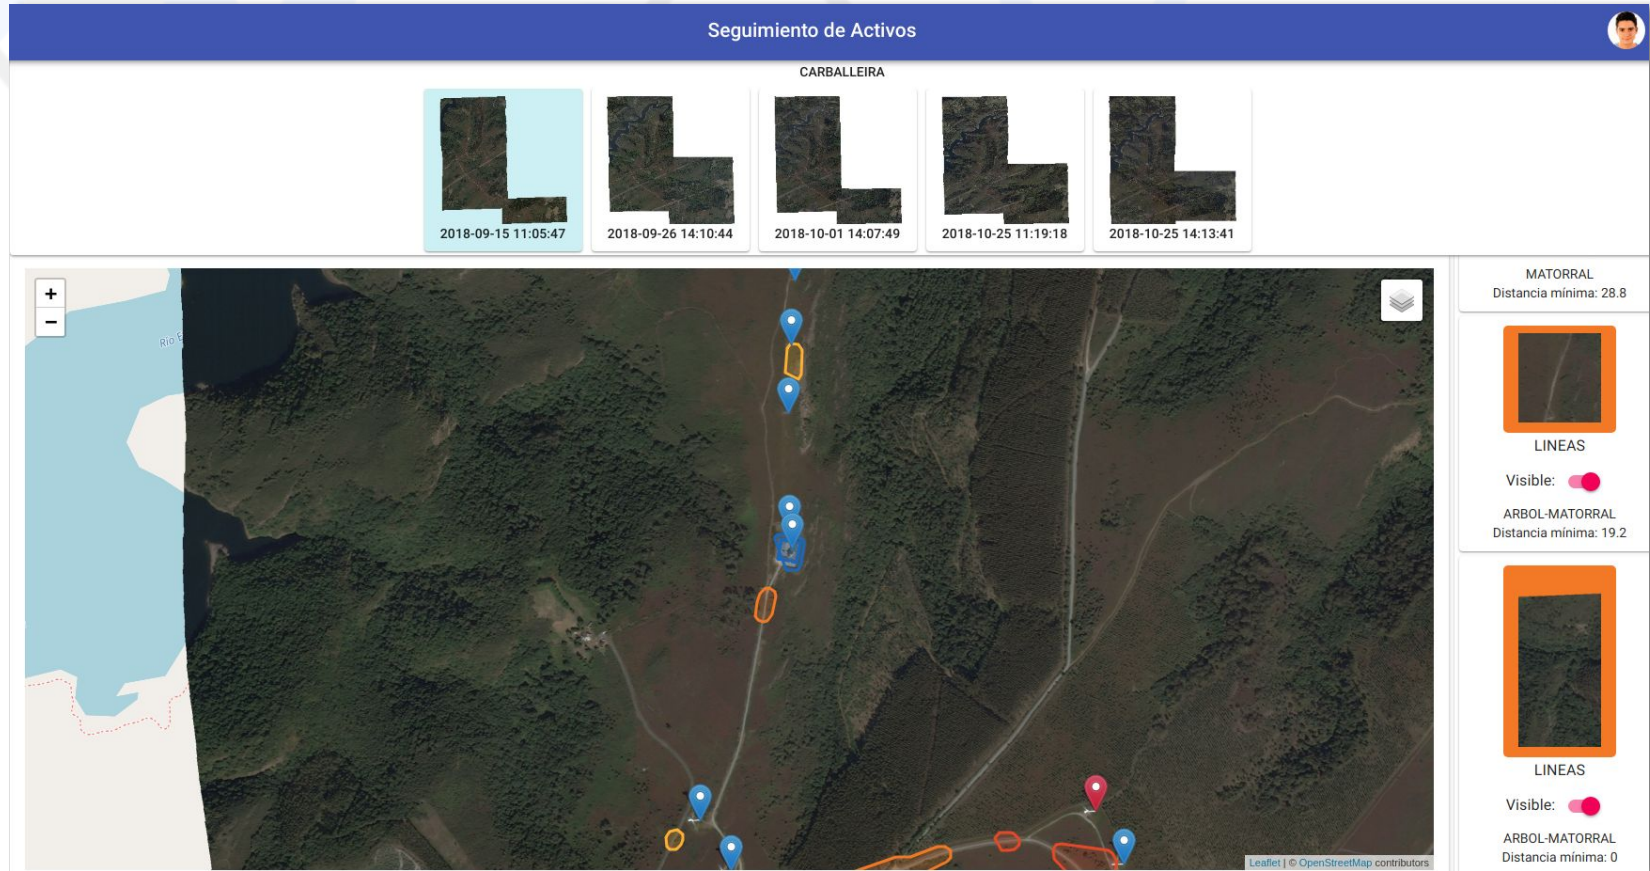 Seguimiento de Activos
CARBALLEIRA
2018-09-15 11:05:47
2018-09-26 14:10:44
2018-10-01 14:07:49
2018-10-25 11:19:18
2018-10-25 14:13:41
+
−
Río E
Leaflet | © OpenStreetMap contributors
MATORRAL
Distancia mínima: 28.8
LINEAS
Visible:
ARBOL-MATORRAL
Distancia mínima: 19.2
LINEAS
Visible:
ARBOL-MATORRAL
Distancia mínima: 0